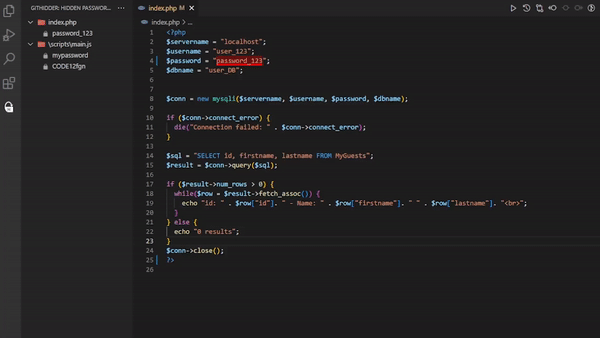 GITHIDDER: HIDDEN PASSWOR... ...
index.php
password_123
\scripts\main.js
mypassword
CODE12fgn
index.php M ×
index.php > ...
1 <?php
2 $servername = "localhost";
3 $username = "user_123";
4 $password = "password_123";
5 $dbname = "user_DB";
6
7
8 $conn = new mysqli($servername, $username, $password, $dbname);
9
10 if ($conn->connect_error) {
11 die("Connection failed: " . $conn->connect_error);
12 }
13
14 $sql = "SELECT id, firstname, lastname FROM MyGuests";
15 $result = $conn->query($sql);
16
17 if ($result->num_rows > 0) {
18 while($row = $result->fetch_assoc()) {
19 echo "id: " . $row["id"]. " - Name: " . $row["firstname"]. " " . $row["lastname"]. "<br>";
20 }
21 } else {
22 echo "0 results";
23 }
24 $conn->close();
25 ?>
26